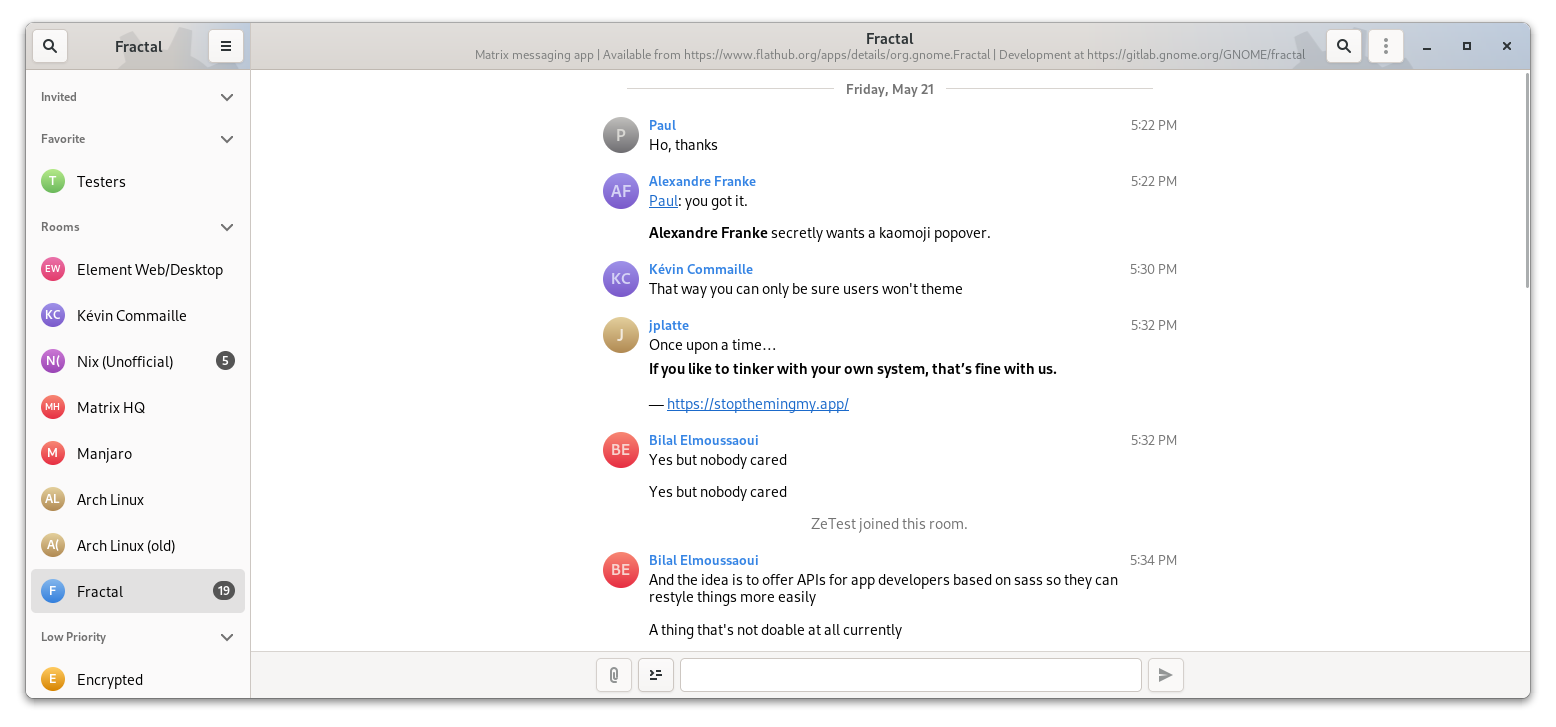 Fractal
Fractal
Matrix messaging app | Available from https://www.flathub.org/apps/details/org.gnome.Fractal | Development at https://gitlab.gnome.org/GNOME/fractal
Invited
Favorite
T Testers
Rooms
EW Element Web/Desktop
KC Kévin Commaille
N( Nix (Unofficial) 5
MH Matrix HQ
M Manjaro
AL Arch Linux
A( Arch Linux (old)
F Fractal 19
Low Priority
E Encrypted
Friday, May 21
P Paul 5:22 PM
Ho, thanks
AF Alexandre Franke 5:22 PM
Paul: you got it.
Alexandre Franke secretly wants a kaomoji popover.
KC Kévin Commaille 5:30 PM
That way you can only be sure users won't theme
J jplatte 5:32 PM
Once upon a time…
If you like to tinker with your own system, that’s fine with us.
— https://stopthemingmy.app/
BE Bilal Elmoussaoui 5:32 PM
Yes but nobody cared
Yes but nobody cared
ZeTest joined this room.
BE Bilal Elmoussaoui 5:34 PM
And the idea is to offer APIs for app developers based on sass so they can
restyle things more easily
A thing that's not doable at all currently